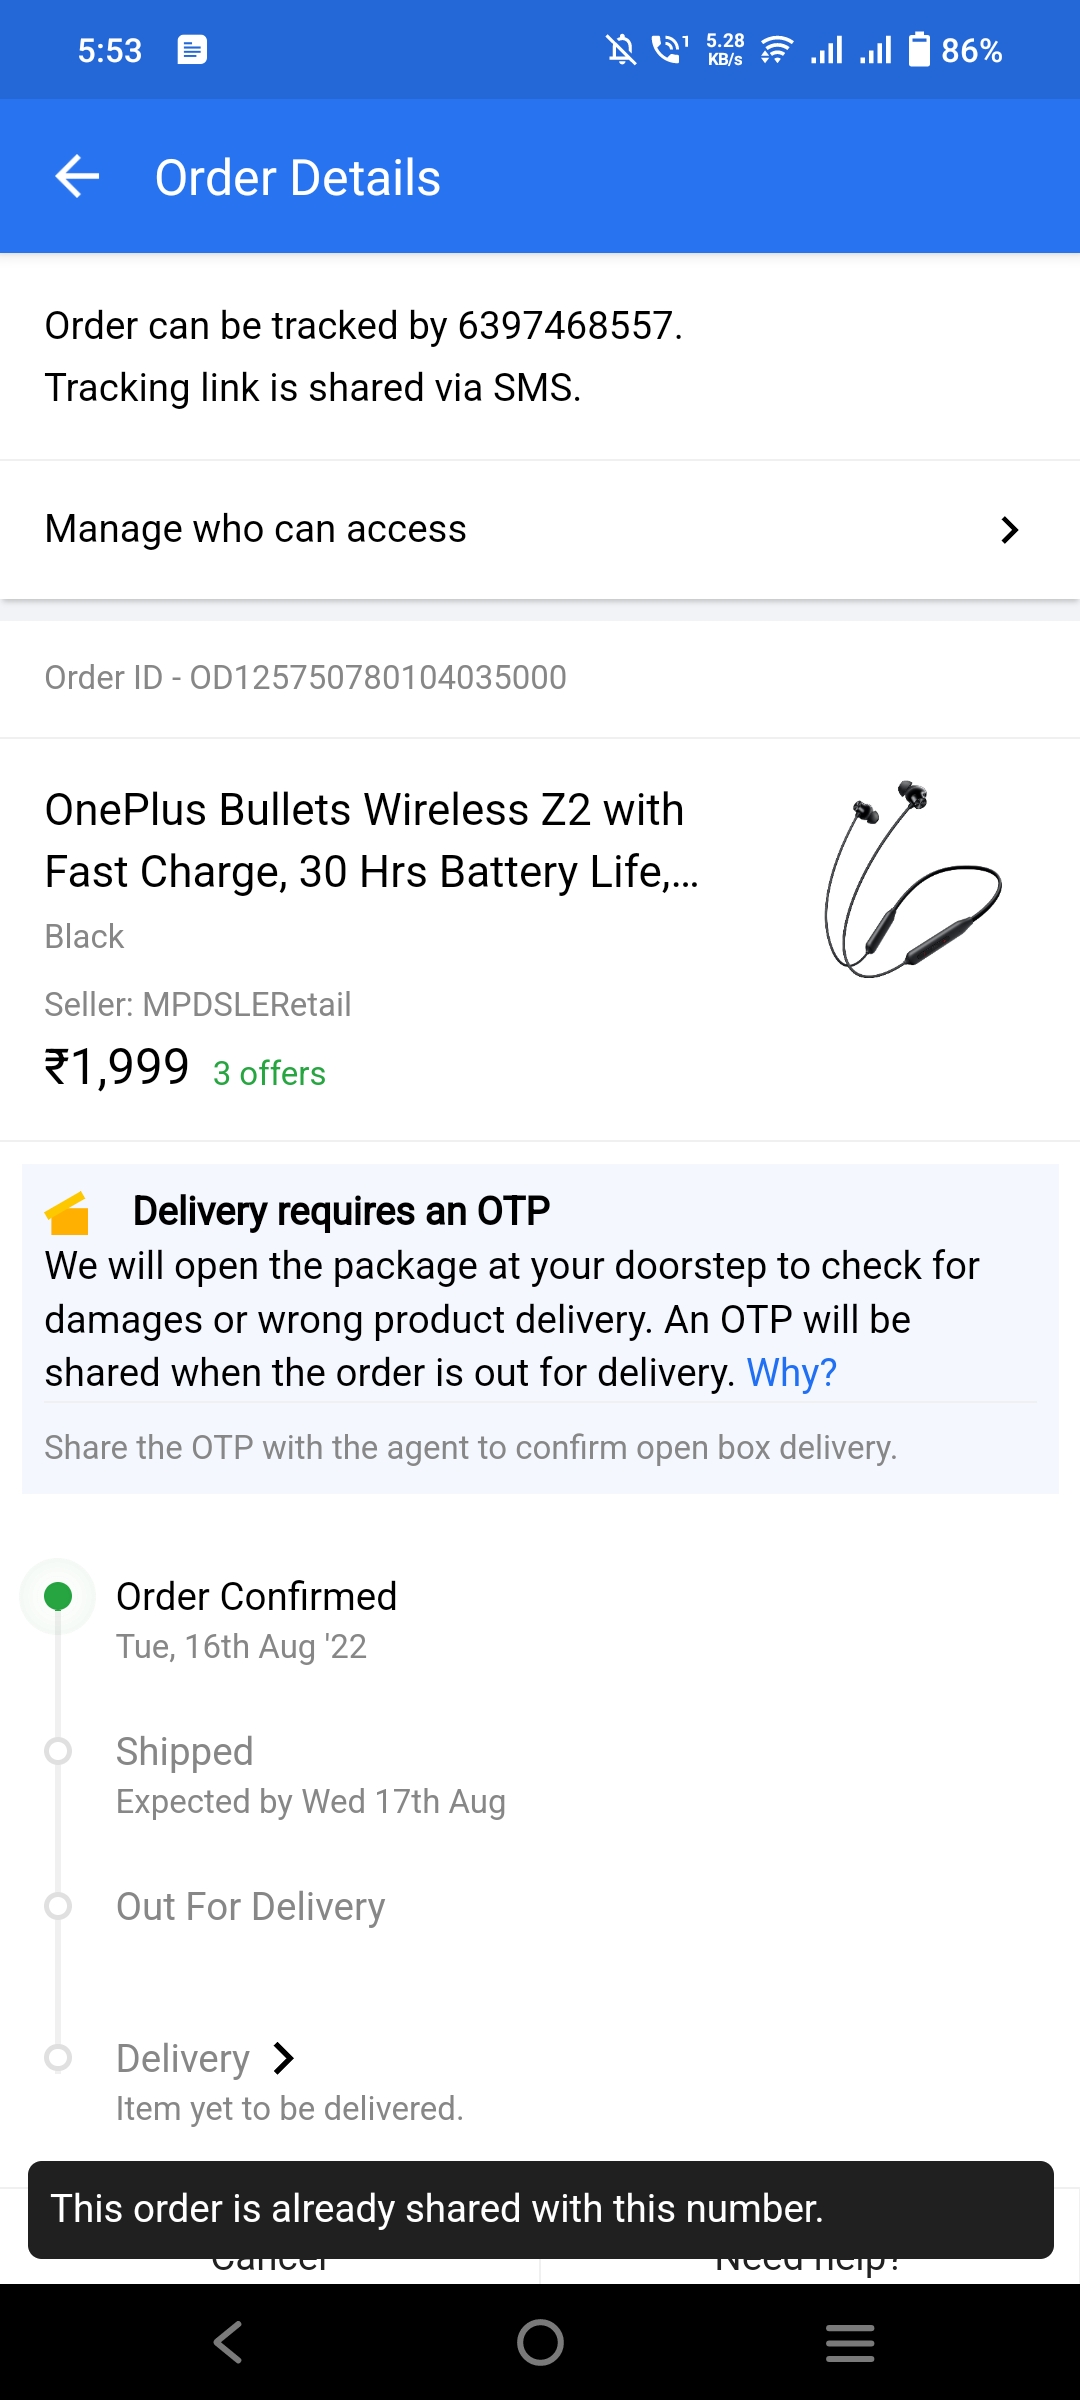 5:53
1
5.28
KB/s
86%
Order Details
Order can be tracked by 6397468557.
Tracking link is shared via SMS.
Manage who can access
Order ID - OD125750780104035000
OnePlus Bullets Wireless Z2 with
Fast Charge, 30 Hrs Battery Life,...
Black
Seller: MPDSLERetail
₹1,999 3 offers
Delivery requires an OTP
We will open the package at your doorstep to check for
damages or wrong product delivery. An OTP will be
shared when the order is out for delivery. Why?
Share the OTP with the agent to confirm open box delivery.
Order Confirmed
Tue, 16th Aug '22
Shipped
Expected by Wed 17th Aug
Out For Delivery
Delivery
Item yet to be delivered.
This order is already shared with this number.
Cancel Need help?